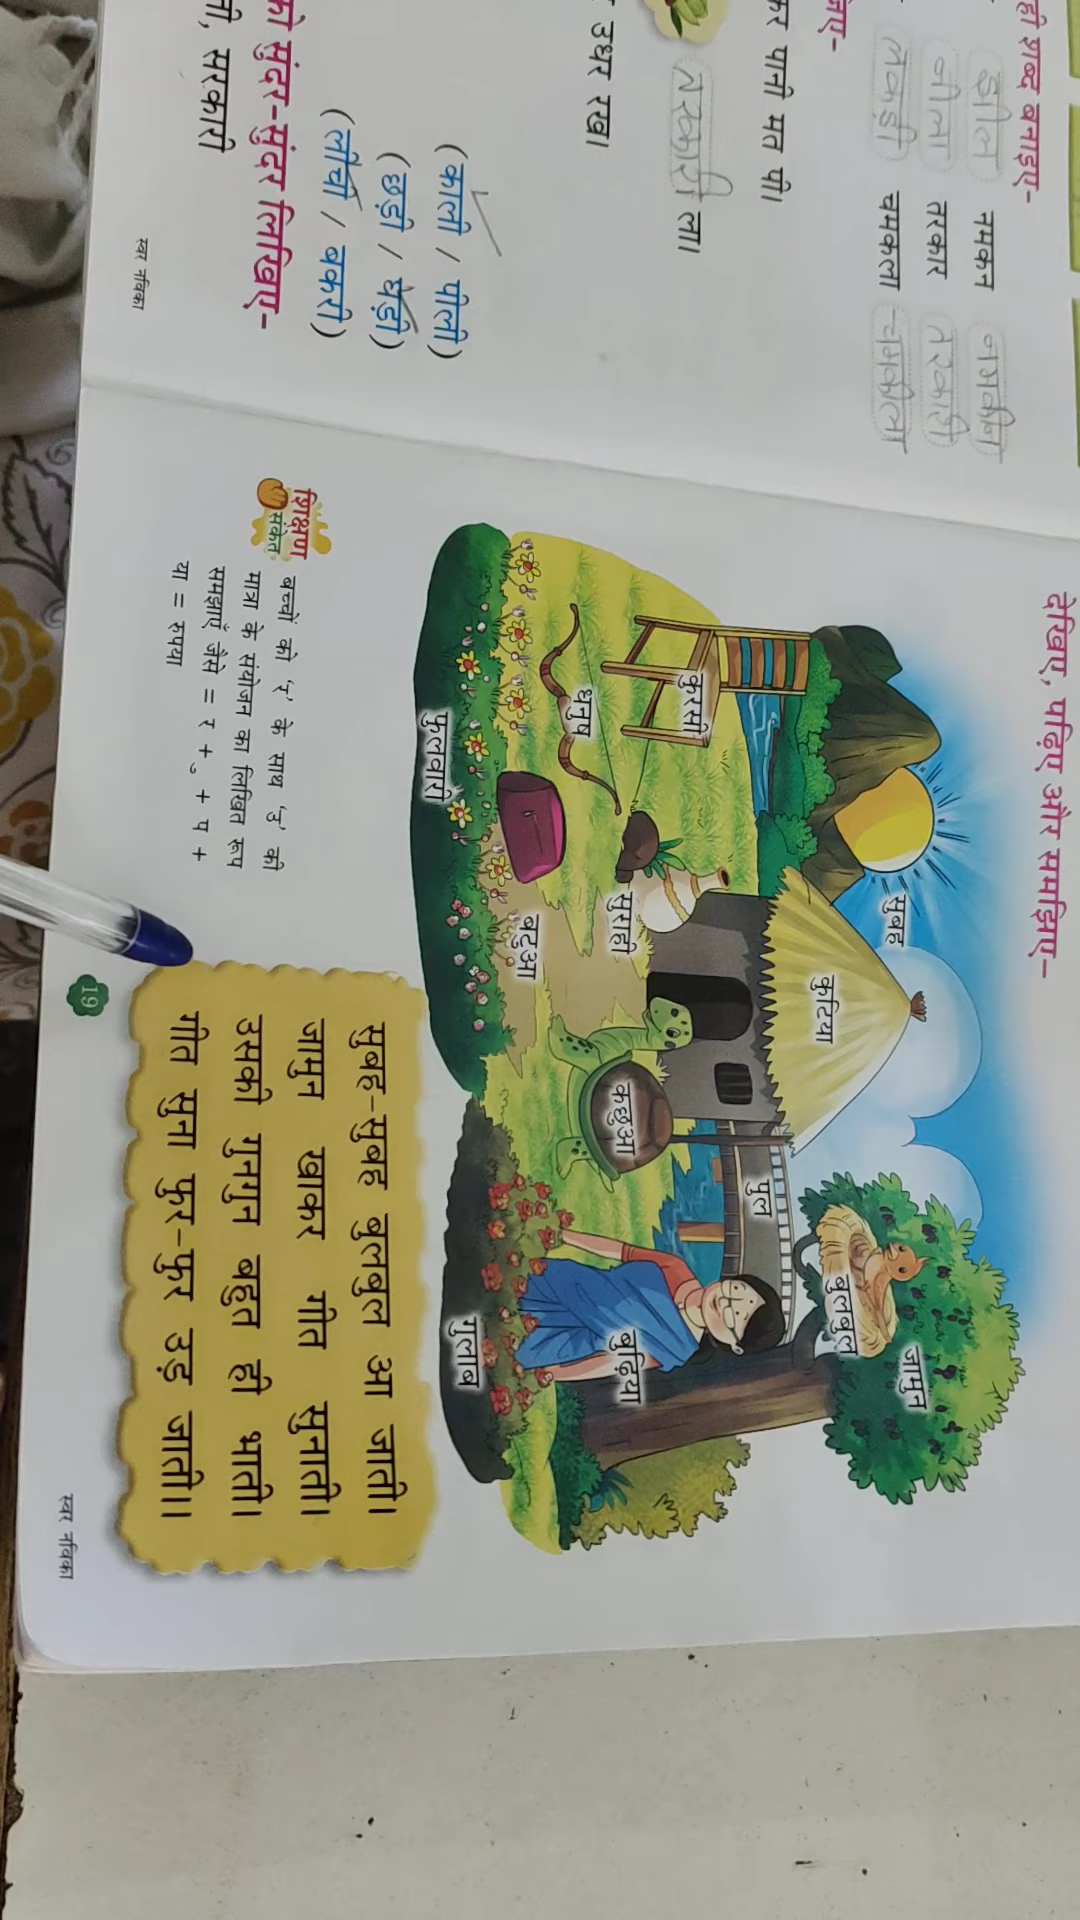 ही शब्द बनाइए-
झील नमकन नमकीन
नीला तरकार तरकारी
लकड़ी चमकला चमकीला
कर पानी मत पी।
तरकारी ला।
उधर रख।
(काली / पीली)
(छड़ी / घड़ी)
(लीची / बकरी)
को सुंदर-सुंदर लिखिए-
सरकारी
स्वर नविका
देखिए, पढ़िए और समझिए-
सुबह
कुटिया
जामुन
बुलबुल
पुल
कुरसी
धनुष
सुराही
कछुआ
बुढ़िया
बटुआ
फुलवारी
गुलाब
शिक्षण
संकेत
बच्चों को 'र' के साथ 'उ' की
मात्रा के संयोजन का लिखित रूप
समझाएँ जैसे = र + ु + प +
या = रुपया
सुबह-सुबह बुलबुल आ जाती।
जामुन खाकर गीत सुनाती।
उसकी गुनगुन बहुत ही भाती।
गीत सुना फुर-फुर उड़ जाती।।
19
स्वर नविका